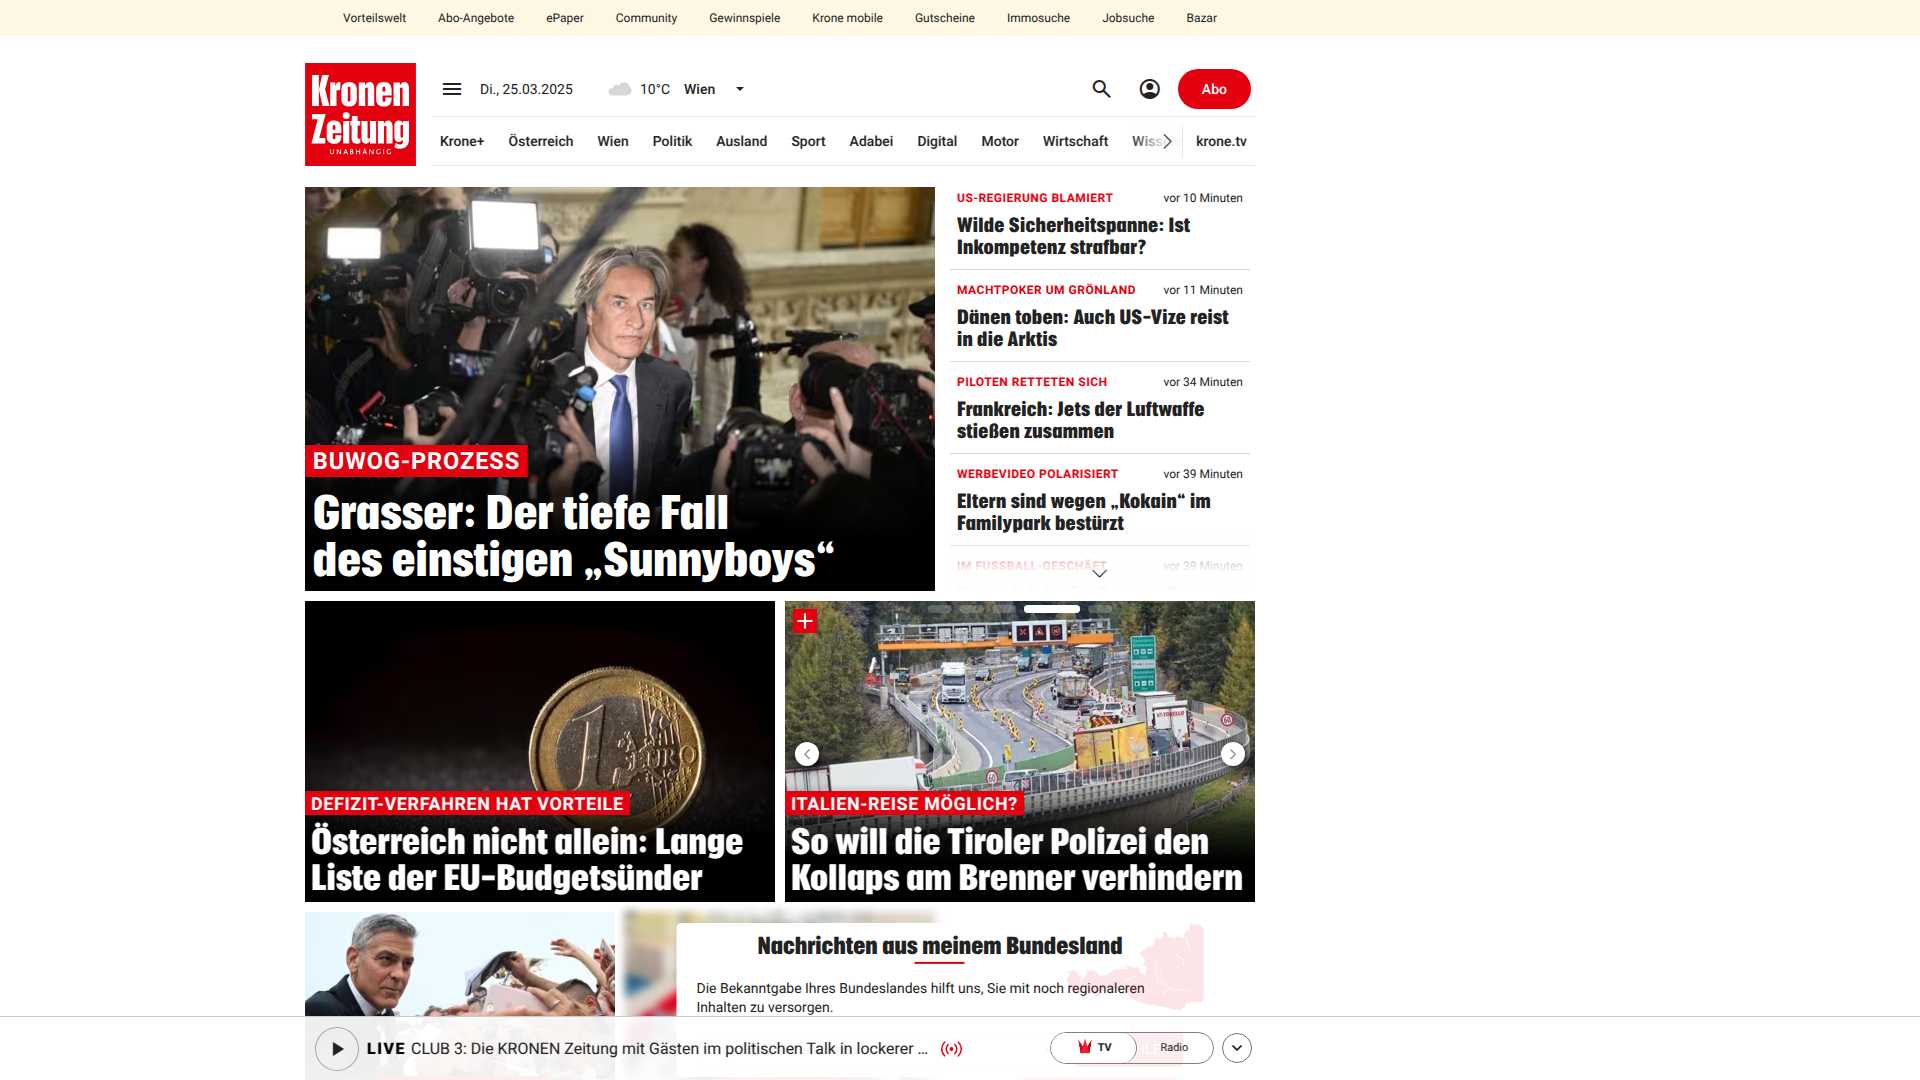 Vorteilswelt Abo-Angebote ePaper Community Gewinnspiele Krone mobile Gutscheine Immosuche Jobsuche Bazar
Kronen
Zeitung
UNABHÄNGIG
Di., 25.03.2025 10°C Wien
Abo
Krone+ Österreich Wien Politik Ausland Sport Adabei Digital Motor Wirtschaft Wiss krone.tv
BUWOG-PROZESS
Grasser: Der tiefe Fall
des einstigen „Sunnyboys“
US-REGIERUNG BLAMIERT vor 10 Minuten
Wilde Sicherheitspanne: Ist
Inkompetenz strafbar?
MACHTPOKER UM GRÖNLAND vor 11 Minuten
Dänen toben: Auch US-Vize reist
in die Arktis
PILOTEN RETTETEN SICH vor 34 Minuten
Frankreich: Jets der Luftwaffe
stießen zusammen
WERBEVIDEO POLARISIERT vor 39 Minuten
Eltern sind wegen „Kokain“ im
Familypark bestürzt
IM FUSSBALL-GESCHÄFT vor 39 Minuten
DEFIZIT-VERFAHREN HAT VORTEILE
Österreich nicht allein: Lange
Liste der EU-Budgetsünder
ITALIEN-REISE MÖGLICH?
So will die Tiroler Polizei den
Kollaps am Brenner verhindern
Nachrichten aus meinem Bundesland
Die Bekanntgabe Ihres Bundeslandes hilft uns, Sie mit noch regionaleren
Inhalten zu versorgen.
LIVE CLUB 3: Die KRONEN Zeitung mit Gästen im politischen Talk in lockerer ...
TV Radio